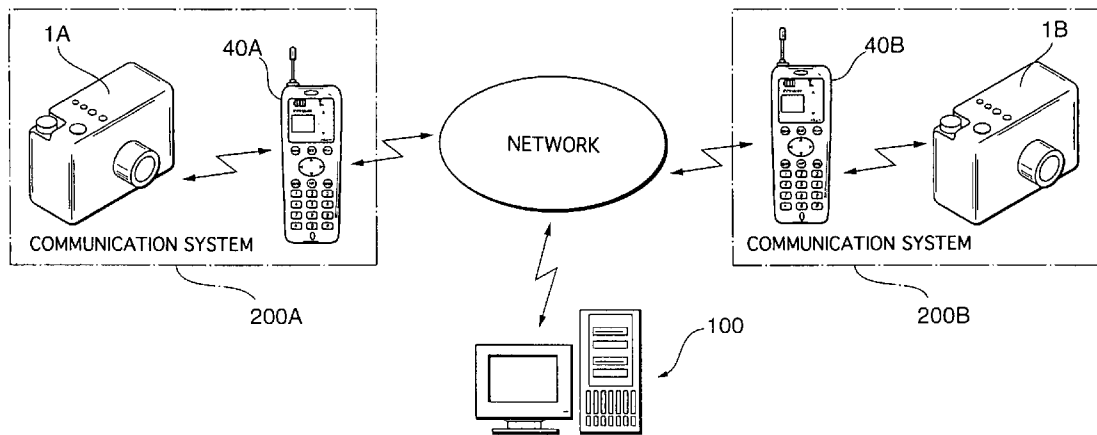 1A
40A
COMMUNICATION SYSTEM
200A
NETWORK
100
40B
1B
COMMUNICATION SYSTEM
200B